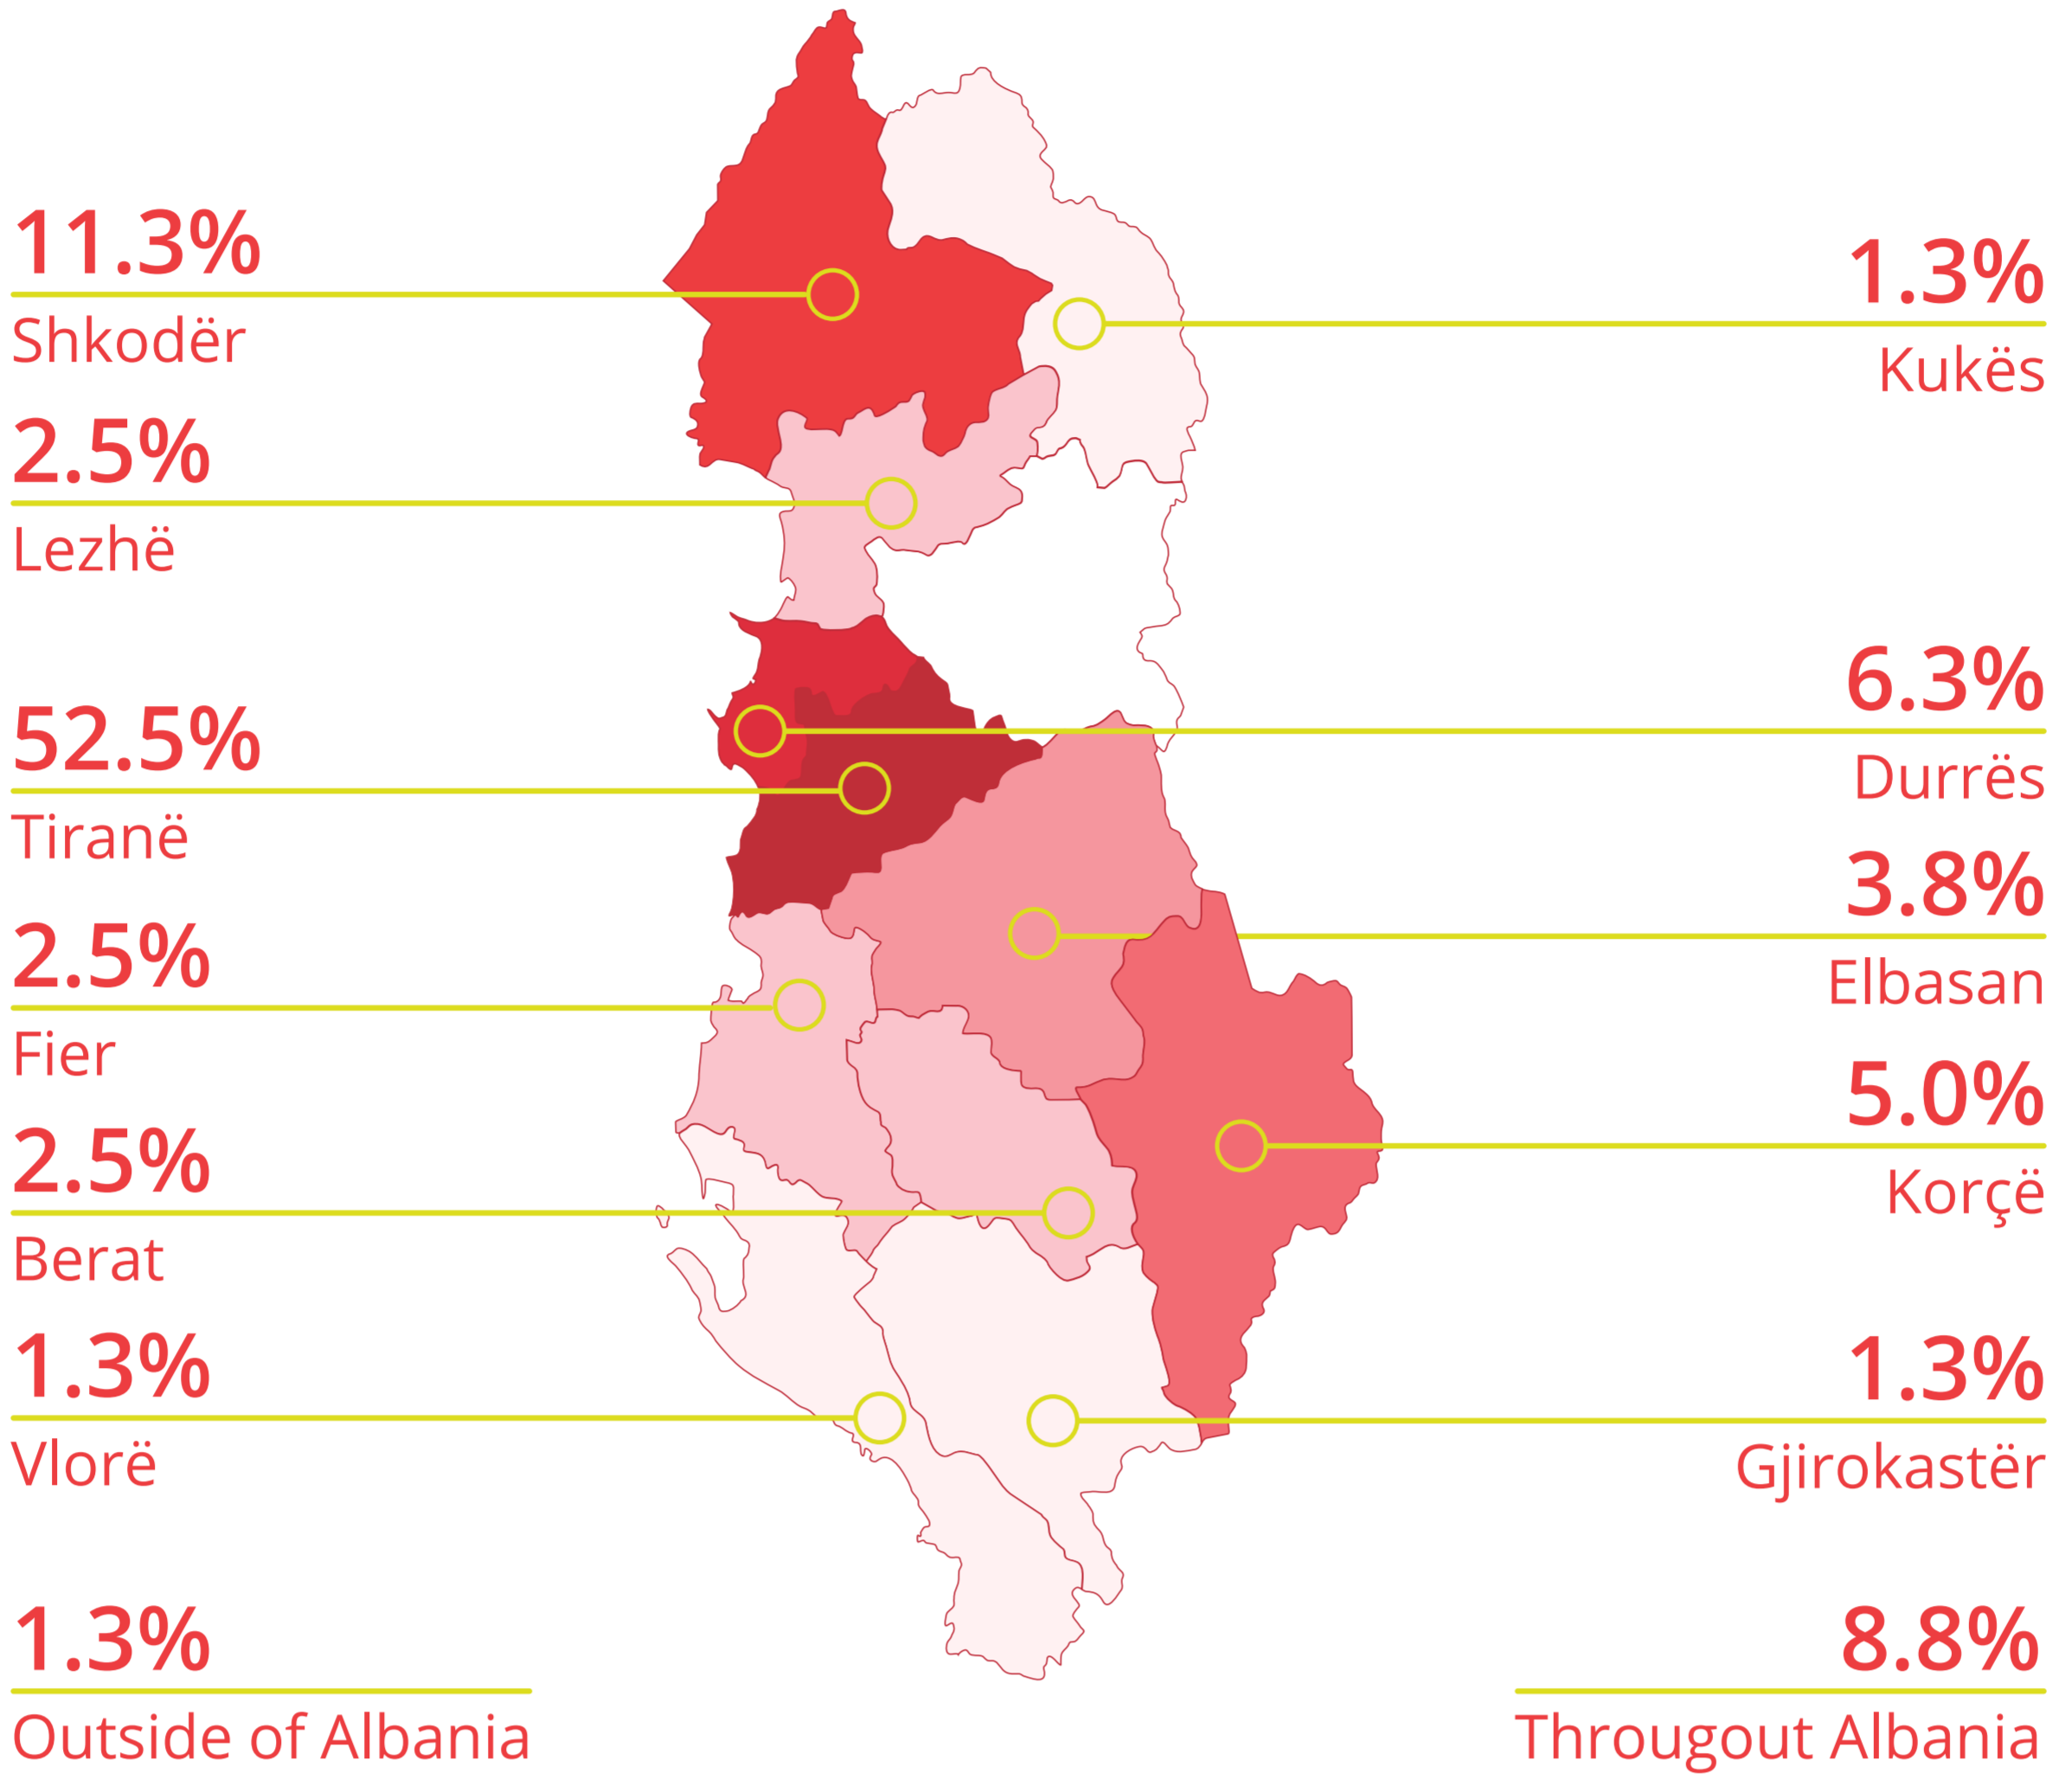 11.3%
Shkodër
2.5%
Lezhë
52.5%
Tiranë
2.5%
Fier
2.5%
Berat
1.3%
Vlorë
1.3%
Outside of Albania
1.3%
Kukës
6.3%
Durrës
3.8%
Elbasan
5.0%
Korçë
1.3%
Gjirokastër
8.8%
Througout Albania